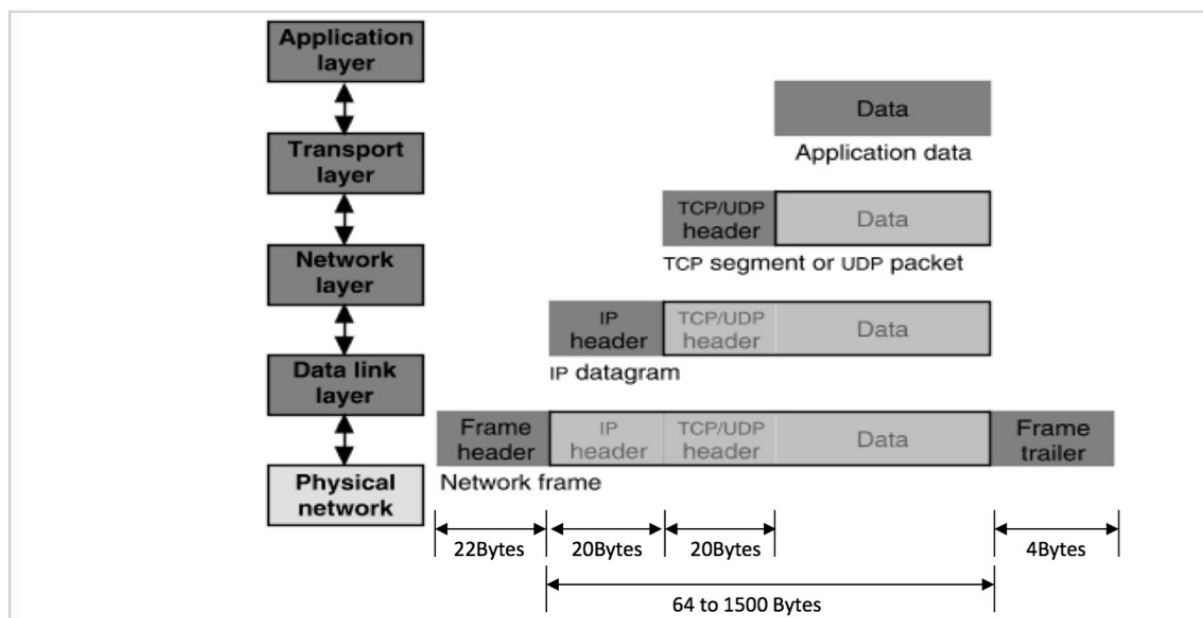 Application
layer
Data
Application data
Transport
layer
TCP/UDP
header
Data
TCP segment or UDP packet
Network
layer
IP
header
TCP/UDP
header
Data
IP datagram
Data link
layer
Frame
header
IP
header
TCP/UDP
header
Data
Frame
trailer
Physical
network
Network frame
22Bytes
20Bytes
20Bytes
4Bytes
64 to 1500 Bytes